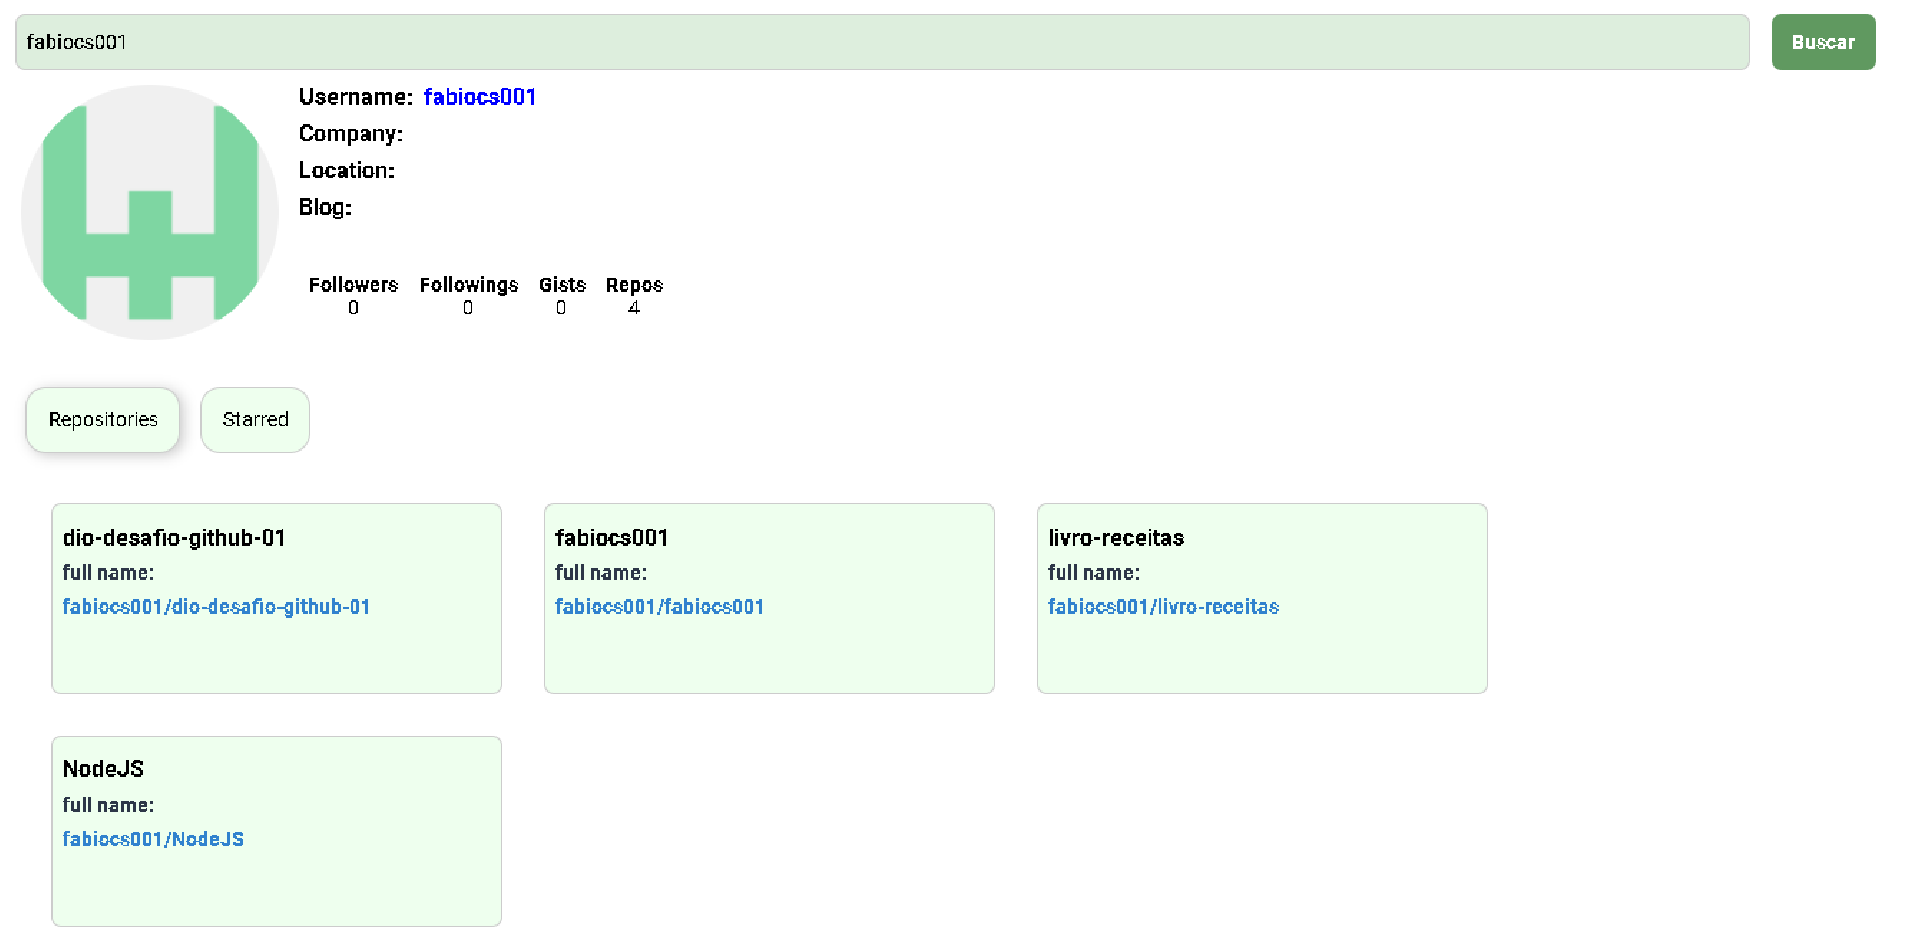 fabiocs001
Buscar
Username: fabiocs001
Company:
Location:
Blog:
Followers Followings Gists Repos
0 0 0 4
Repositories Starred
dio-desafio-github-01
full name:
fabiocs001/dio-desafio-github-01
fabiocs001
full name:
fabiocs001/fabiocs001
livro-receitas
full name:
fabiocs001/livro-receitas
NodeJS
full name:
fabiocs001/NodeJS